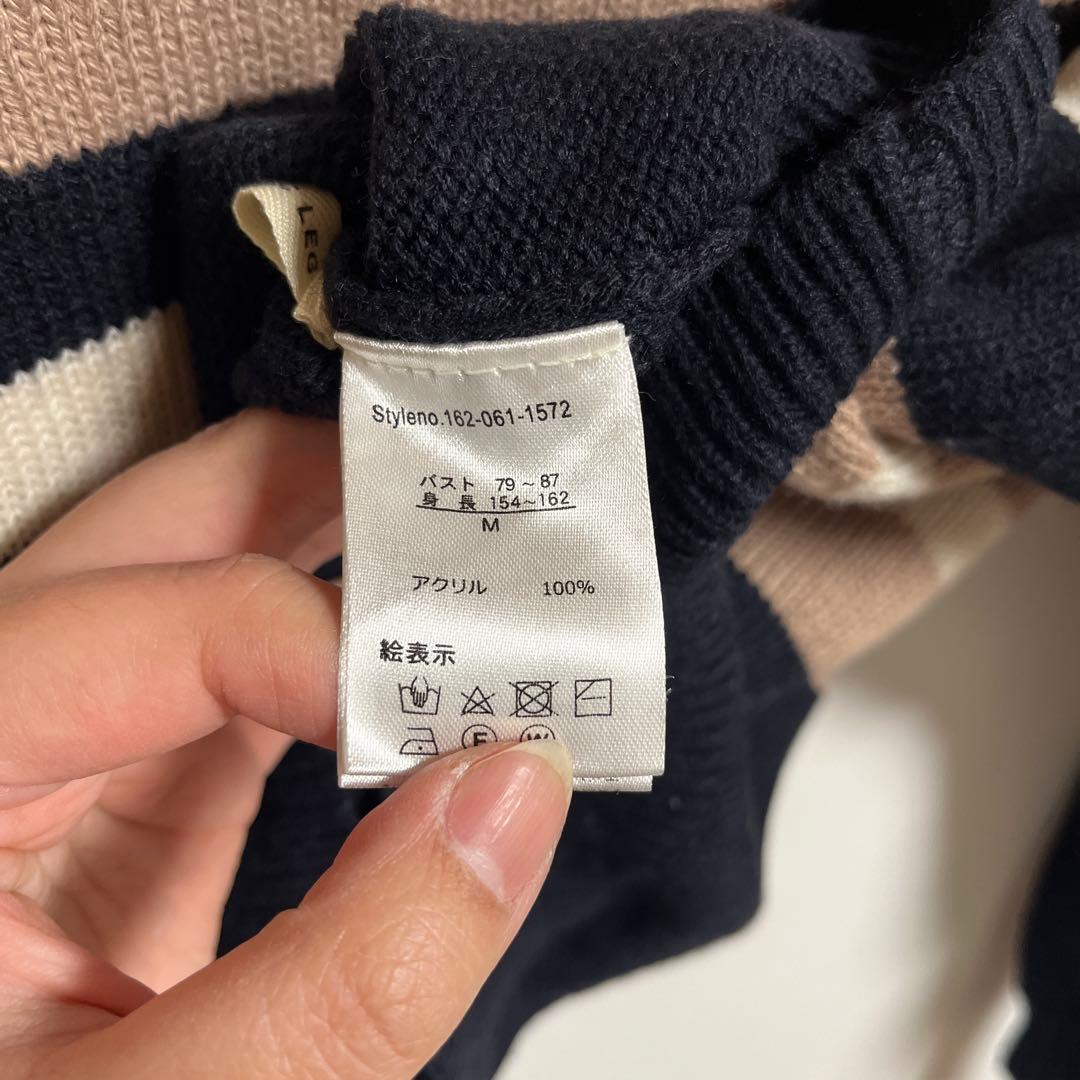 LEG
Styleno.162-061-1572
バスト 79～87
身長 154～162
M
アクリル 100%
絵表示
F W